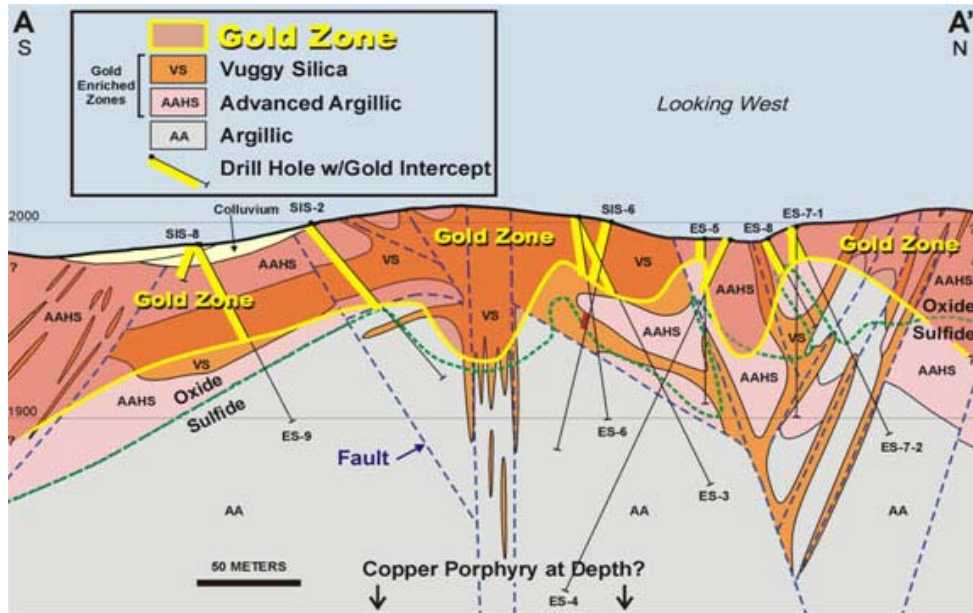 A
S
A'
N
Gold Zone
Gold
Enriched
Zones
VS
Vuggy Silica
AAHS
Advanced Argillic
AA
Argillic
Drill Hole w/Gold Intercept
Looking West
2000
Colluvium
SIS-8
SIS-2
SIS-6
ES-5
ES-8
ES-7-1
?
AAHS
Gold Zone
AAHS
VS
Gold Zone
VS
AAHS
Gold Zone
?
AAHS
VS
AAHS
VS
Oxide
Sulfide
VS
AAHS
Oxide
Sulfide
AAHS
AAHS
?
1900
ES-9
ES-6
ES-7-2
Fault
ES-3
AA
AA
AA
50 METERS
Copper Porphyry at Depth?
ES-4